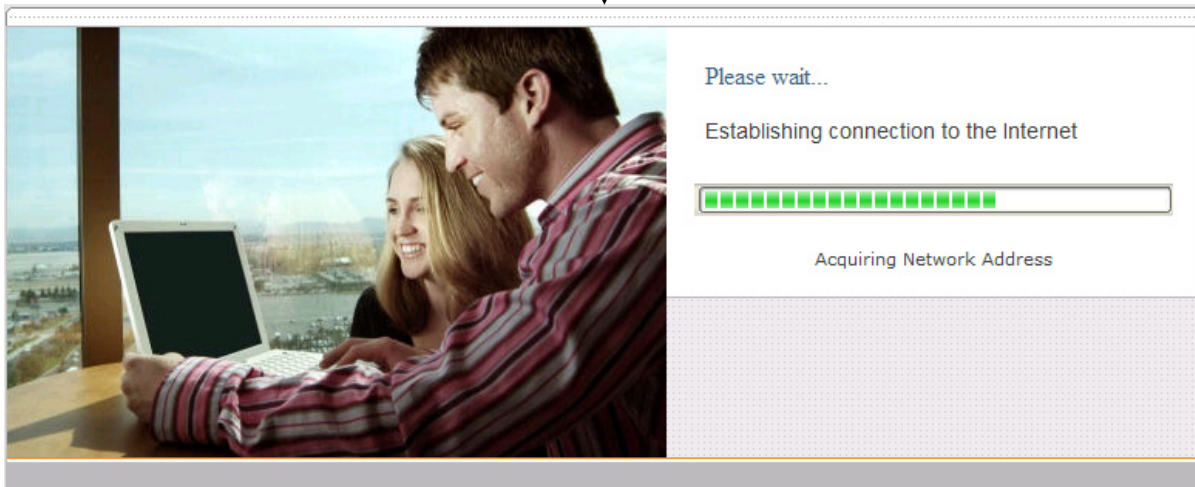 Please wait...
Establishing connection to the Internet
Acquiring Network Address